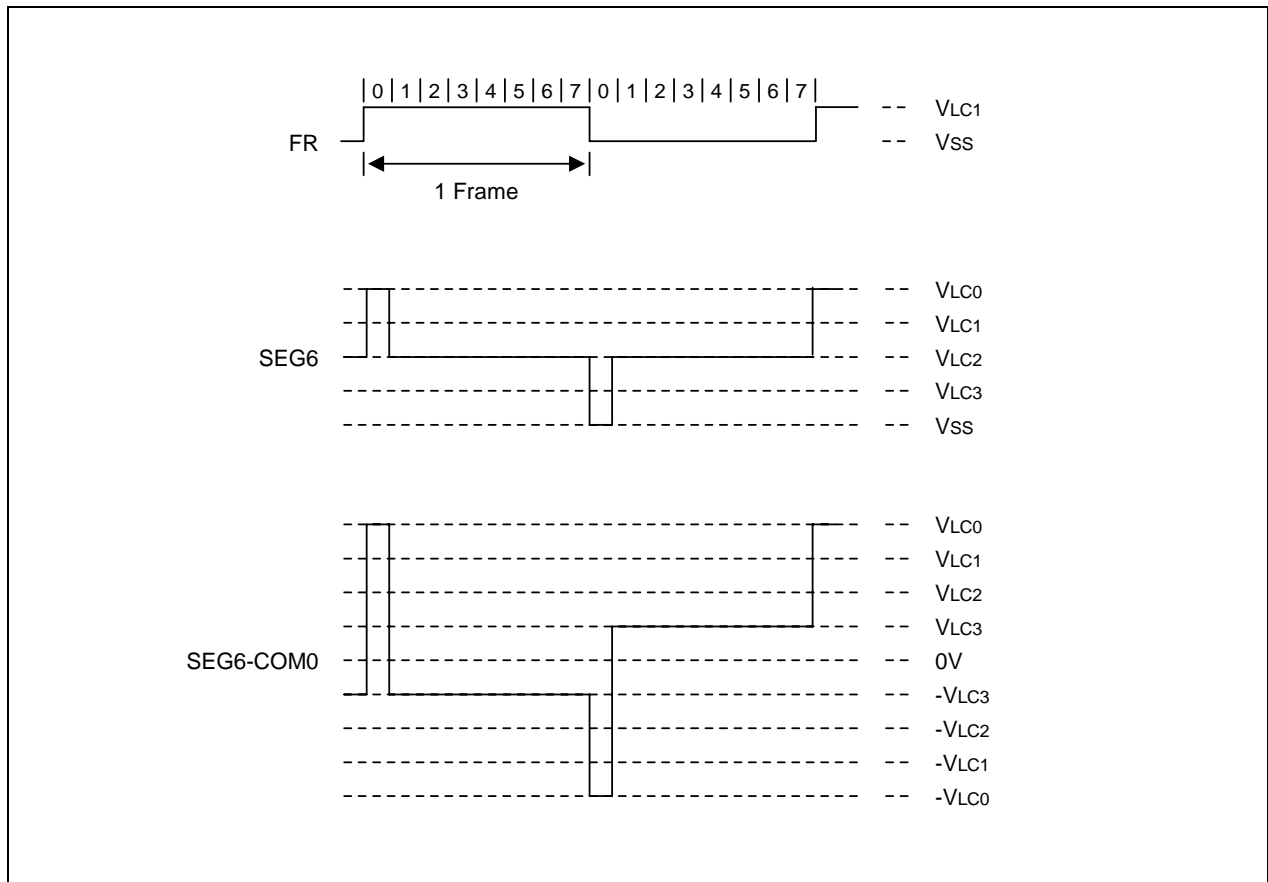 0 1 2 3 4 5 6 7 0 1 2 3 4 5 6 7
VLC1
FR
VSS
1 Frame
VLC0
VLC1
SEG6
VLC2
VLC3
VSS
VLC0
VLC1
VLC2
VLC3
SEG6-COM0
0V
-VLC3
-VLC2
-VLC1
-VLC0